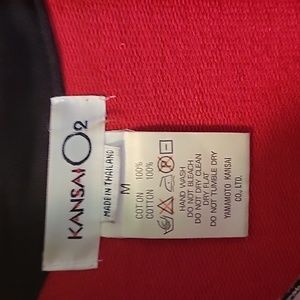 KANSAI O2
MADE IN THAILAND
M
COTON 100%
COTTON 100%
HAND WASH
DO NOT BLEACH
DO NOT DRY CLEAN
DRY FLAT
DO NOT TUMBLE DRY
YAMAMOTO KANSAI
CO., LTD.